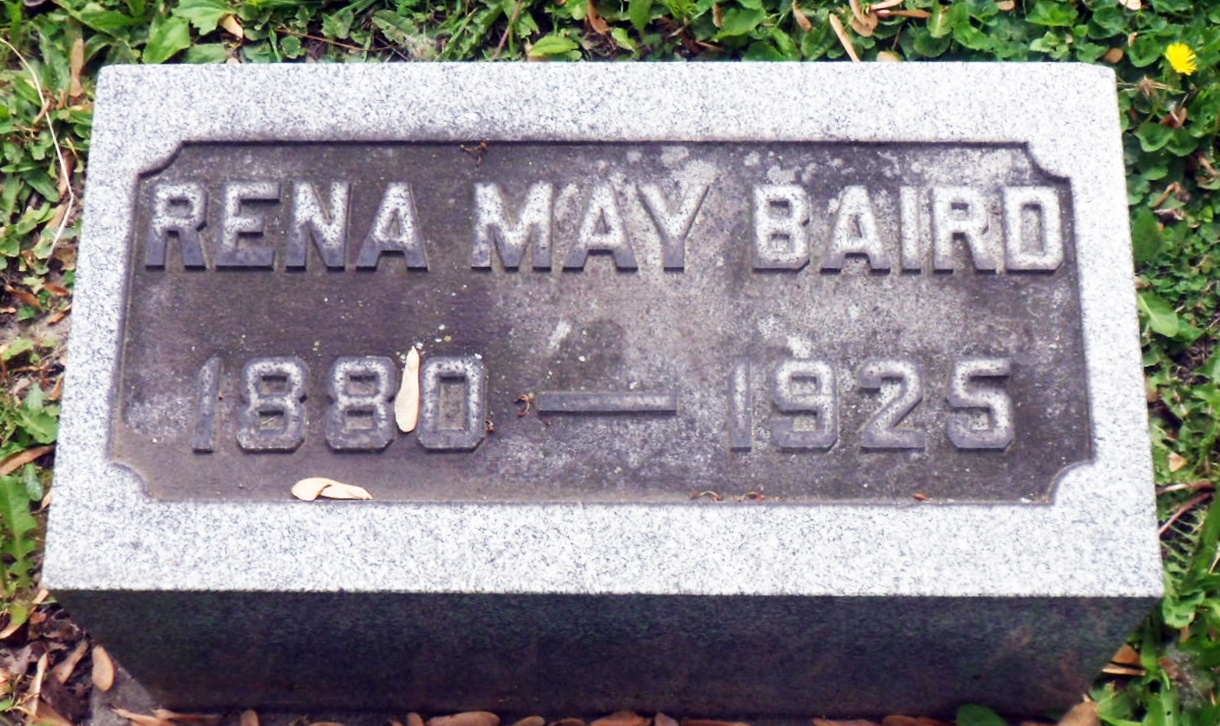 RENA MAY BAIRD
1880 — 1925